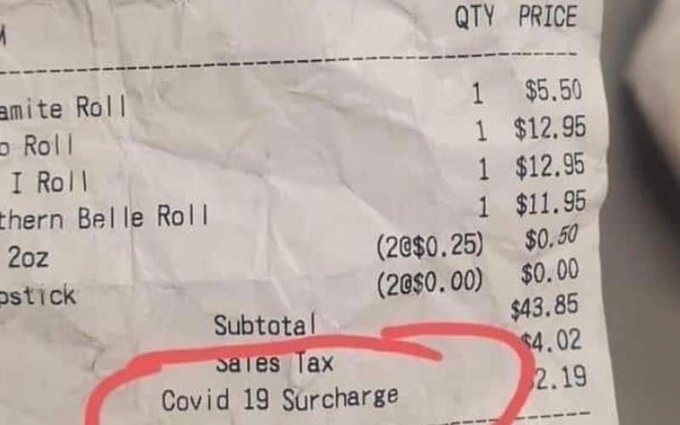 QTY PRICE
amite Roll 1 $5.50
Roll 1 $12.95
I Roll 1 $12.95
thern Belle Roll 1 $11.95
2oz (2@$0.25) $0.50
pstick (2@$0.00) $0.00
Subtotal $43.85
Sales Tax $4.02
Covid 19 Surcharge 2.19